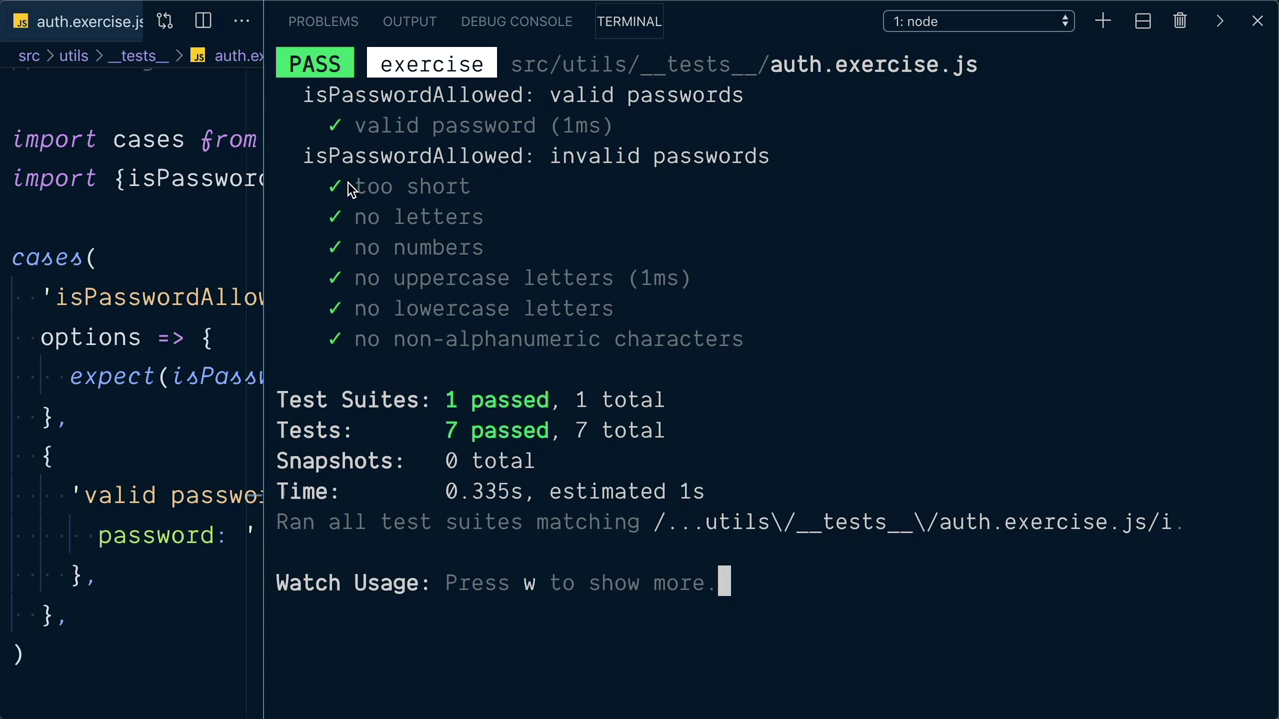 auth.exercise.js
src > utils > __tests__ > JS auth.ex
import cases from
import {isPassword
cases(
'isPasswordAllow
options => {
expect(isPassw
},
{
'valid passwo
password: '
},
},
)
PROBLEMS OUTPUT DEBUG CONSOLE TERMINAL 1: node
PASS exercise src/utils/__tests__/auth.exercise.js
isPasswordAllowed: valid passwords
✓ valid password (1ms)
isPasswordAllowed: invalid passwords
✓ too short
✓ no letters
✓ no numbers
✓ no uppercase letters (1ms)
✓ no lowercase letters
✓ no non-alphanumeric characters
Test Suites: 1 passed, 1 total
Tests: 7 passed, 7 total
Snapshots: 0 total
Time: 0.335s, estimated 1s
Ran all test suites matching /...utils\/__tests__\/auth.exercise.js/i.
Watch Usage: Press w to show more.